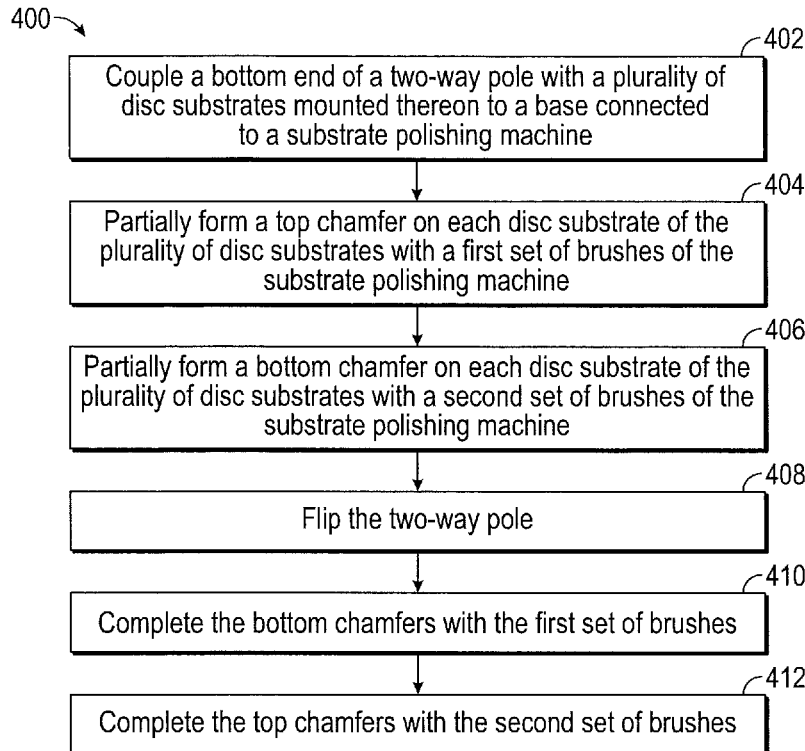 400
402
Couple a bottom end of a two-way pole with a plurality of
disc substrates mounted thereon to a base connected
to a substrate polishing machine
404
Partially form a top chamfer on each disc substrate of the
plurality of disc substrates with a first set of brushes of the
substrate polishing machine
406
Partially form a bottom chamfer on each disc substrate of the
plurality of disc substrates with a second set of brushes of the
substrate polishing machine
408
Flip the two-way pole
410
Complete the bottom chamfers with the first set of brushes
412
Complete the top chamfers with the second set of brushes